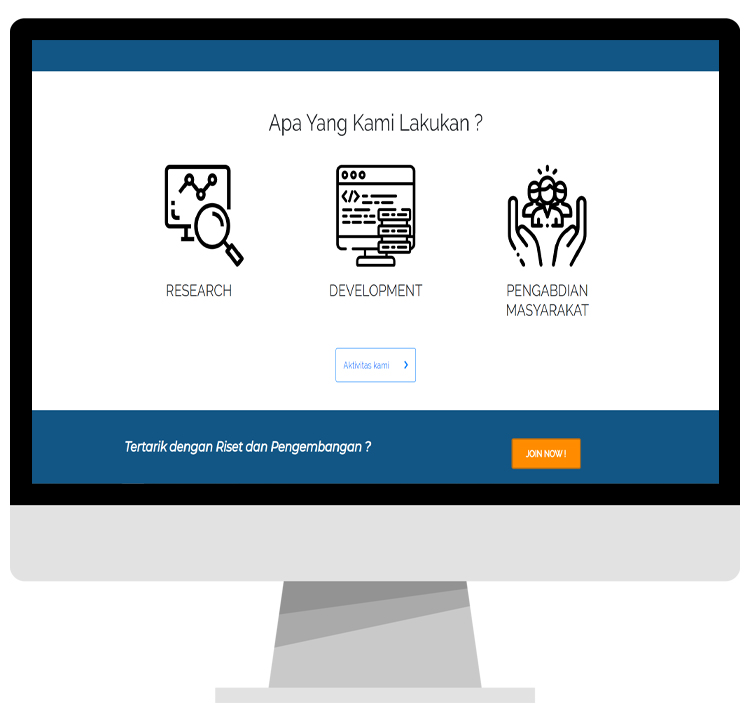 Apa Yang Kami Lakukan ?
RESEARCH
DEVELOPMENT
PENGABDIAN
MASYARAKAT
Aktivitas kami
Tertarik dengan Riset dan Pengembangan ?
JOIN NOW !